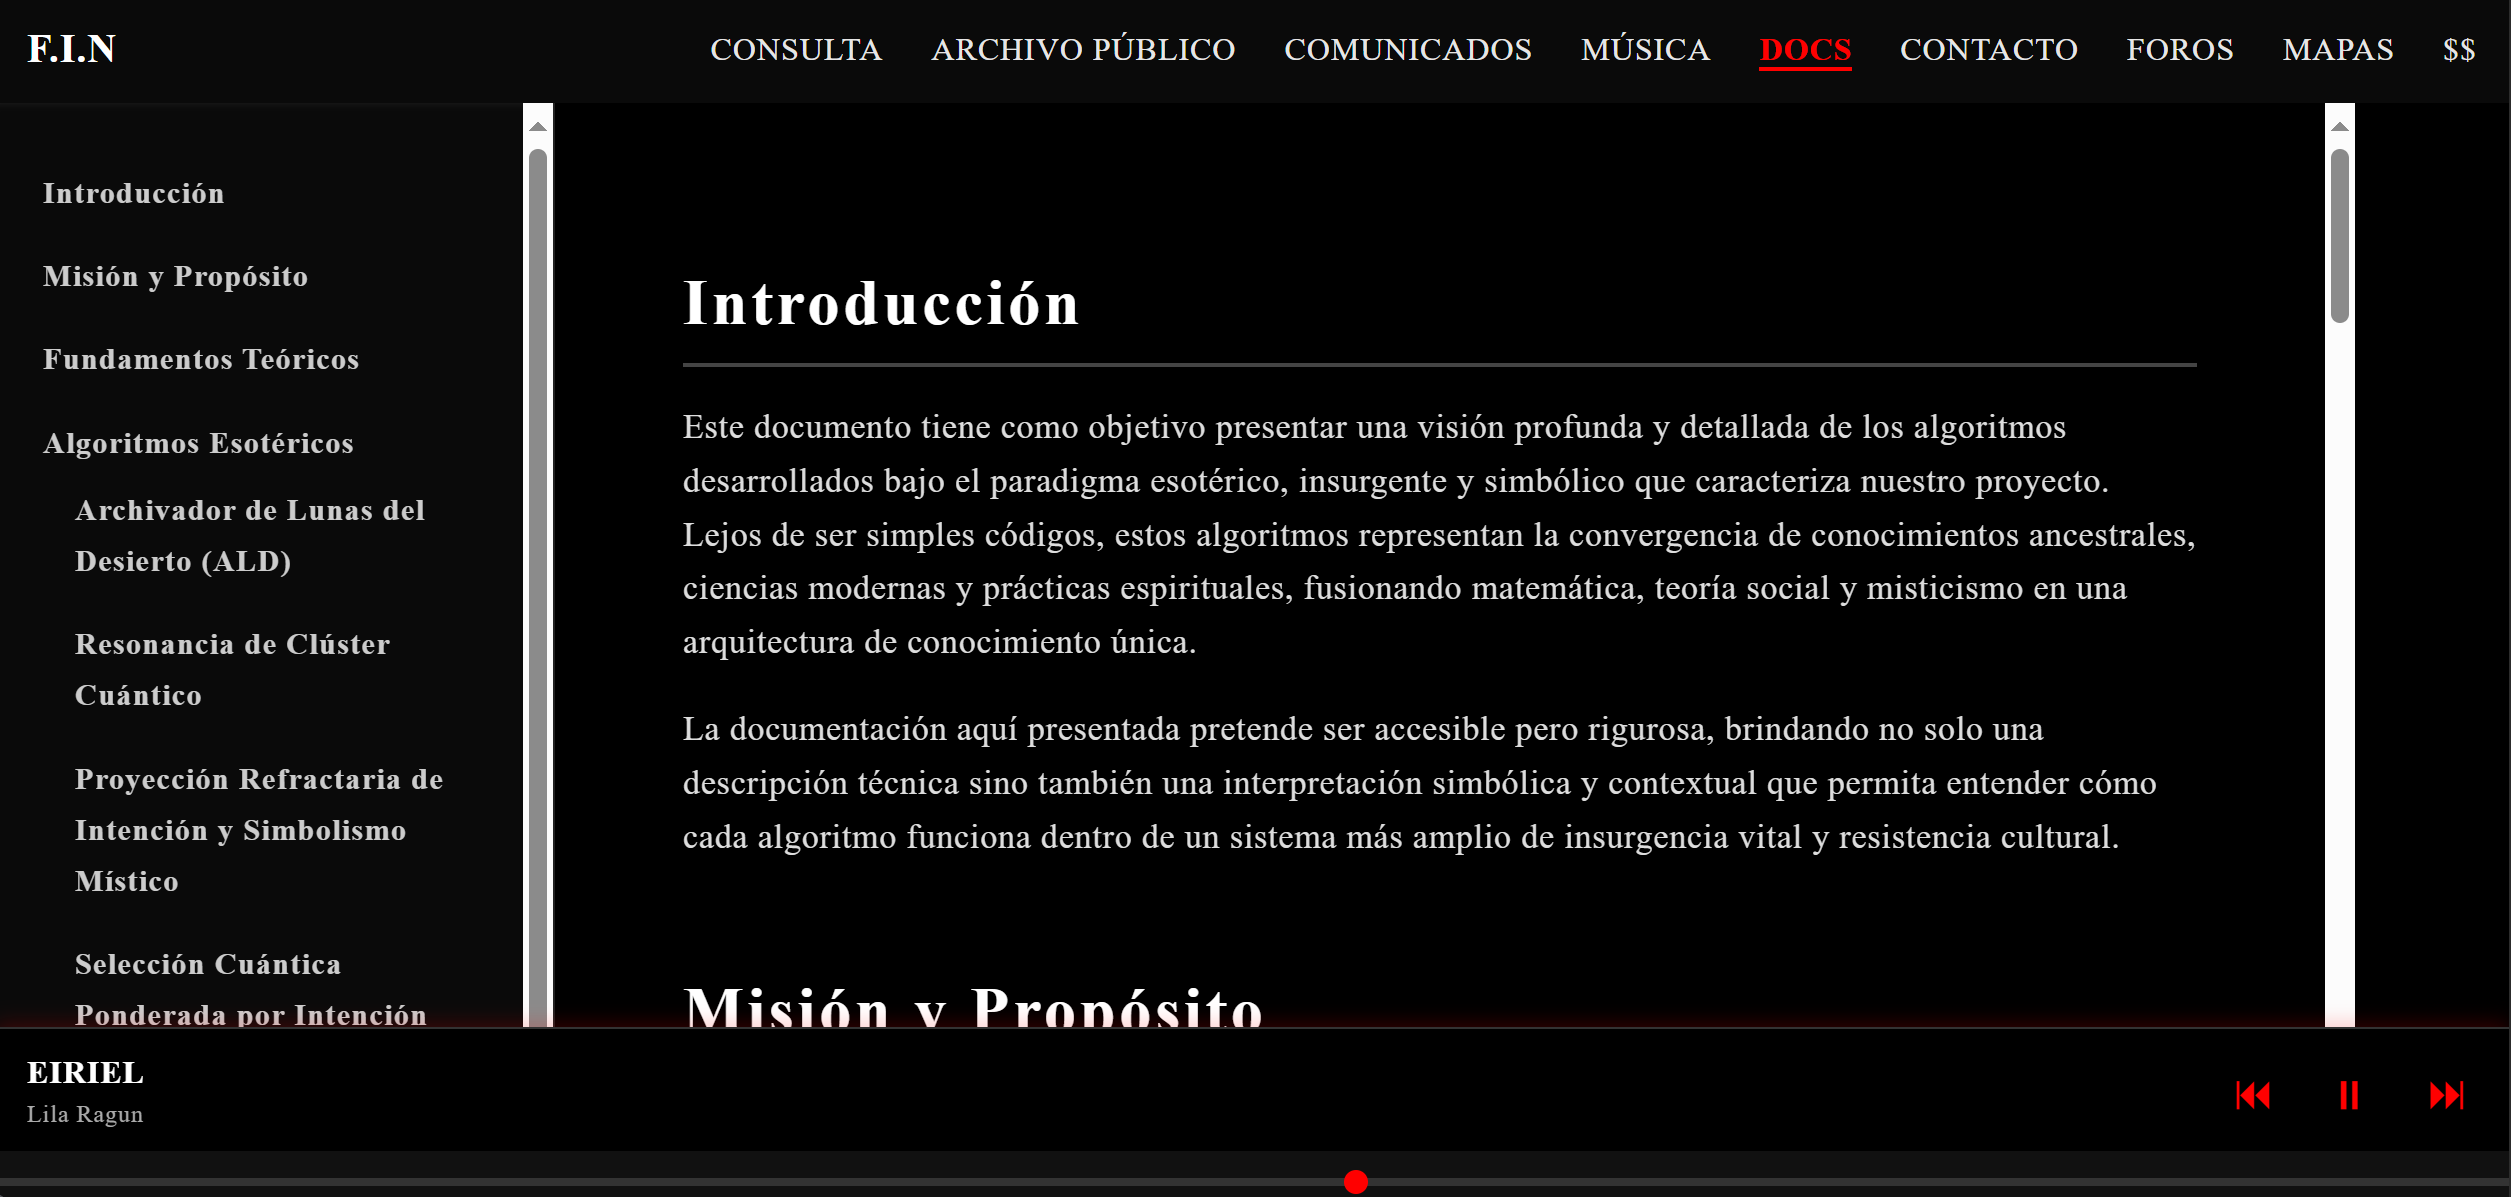 F.I.N
CONSULTA ARCHIVO PÚBLICO COMUNICADOS MÚSICA DOCS CONTACTO FOROS MAPAS $$
Introducción
Misión y Propósito
Fundamentos Teóricos
Algoritmos Esotéricos
Archivador de Lunas del
Desierto (ALD)
Resonancia de Clúster
Cuántico
Proyección Refractaria de
Intención y Simbolismo
Místico
Selección Cuántica
Ponderada por Intención
Introducción
Este documento tiene como objetivo presentar una visión profunda y detallada de los algoritmos
desarrollados bajo el paradigma esotérico, insurgente y simbólico que caracteriza nuestro proyecto.
Lejos de ser simples códigos, estos algoritmos representan la convergencia de conocimientos ancestrales,
ciencias modernas y prácticas espirituales, fusionando matemática, teoría social y misticismo en una
arquitectura de conocimiento única.
La documentación aquí presentada pretende ser accesible pero rigurosa, brindando no solo una
descripción técnica sino también una interpretación simbólica y contextual que permita entender cómo
cada algoritmo funciona dentro de un sistema más amplio de insurgencia vital y resistencia cultural.
Misión y Propósito
EIRIEL
Lila Ragun